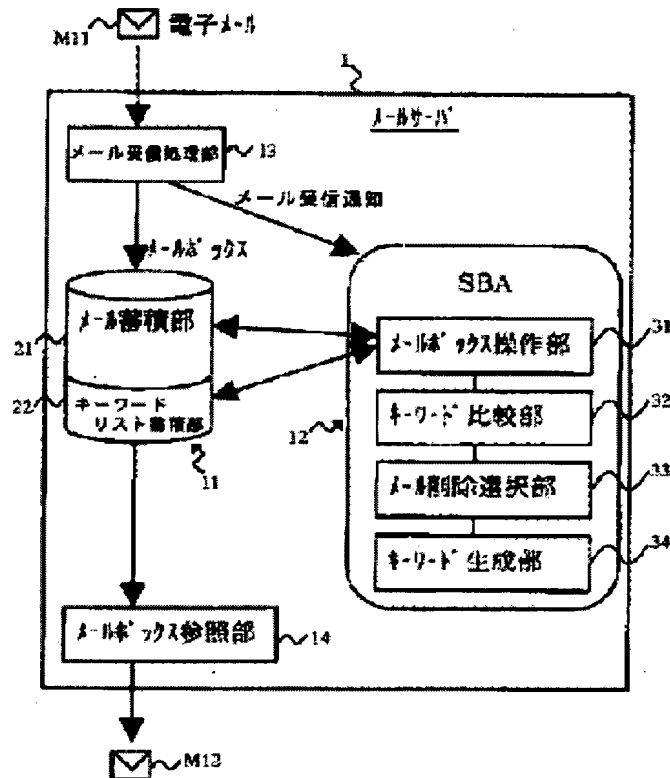 M11
電子メール
1
メールサーバ
メール受信処理部
13
メール受信通知
メールボックス
SBA
メール蓄積部
21
メールボックス操作部
31
22
キーワード
リスト蓄積部
11
12
キーワード比較部
32
メール削除選択部
33
キーワード生成部
34
メールボックス参照部
14
M12